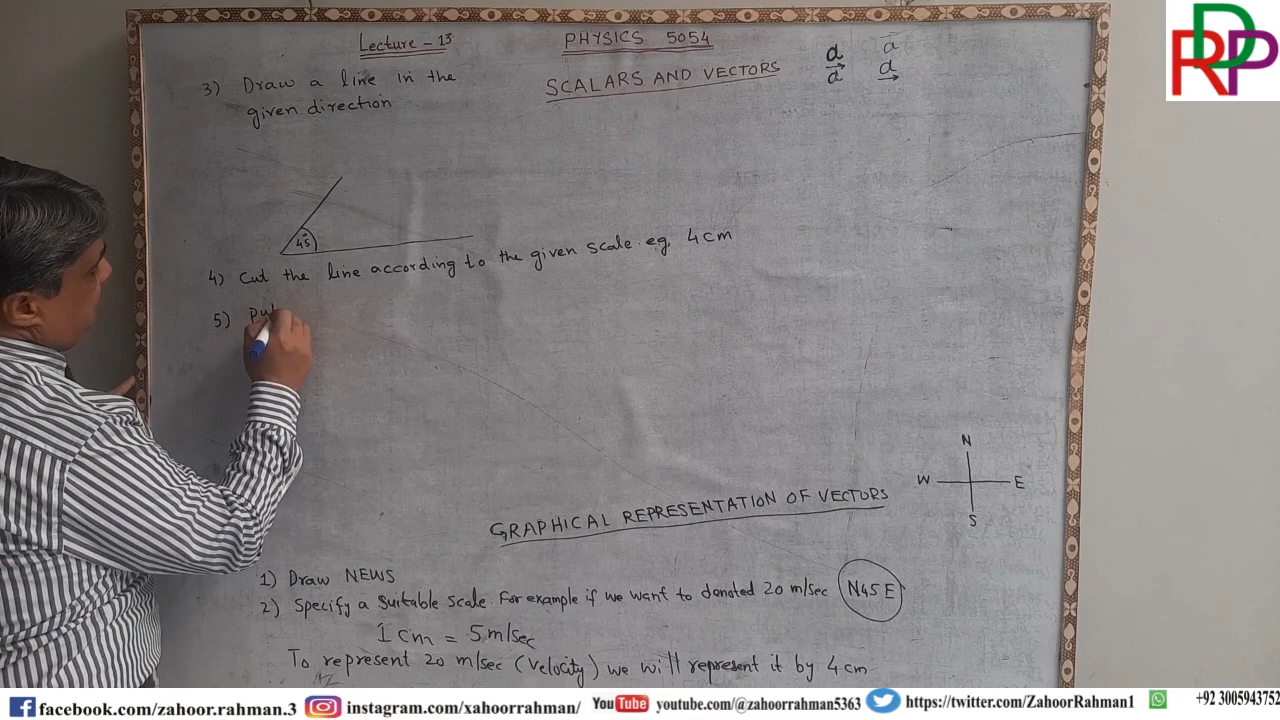 Lecture - 13
PHYSICS 5054
SCALARS AND VECTORS
a a
a a
RDP
3) Draw a line in the
given direction
45°
4) Cut the line according to the given scale. eg. 4 cm
5) Put
N
W E
S
GRAPHICAL REPRESENTATION OF VECTORS
1) Draw NEWS
2) Specify a suitable scale. For example if we want to donated 20 m/sec N45E
1 cm = 5 m/sec
To represent 20 m/sec (Velocity) we will represent it by 4 cm
facebook.com/zahoor.rahman.3 instagram.com/xahoorrahman/ YouTube youtube.com/@zahoorrahman5363 https://twitter.com/ZahoorRahman1 +92 3005943752